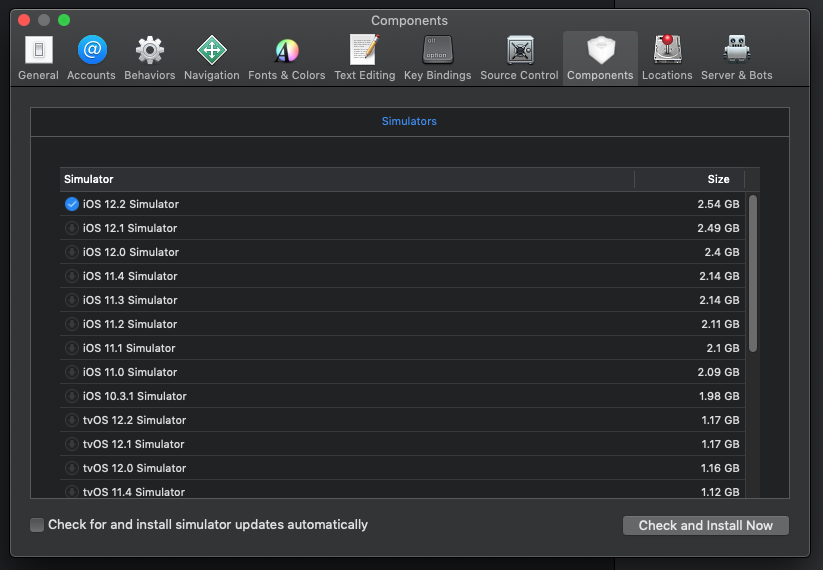 Components
General Accounts Behaviors Navigation Fonts & Colors Text Editing Key Bindings Source Control Components Locations Server & Bots
Simulators
Simulator Size
iOS 12.2 Simulator 2.54 GB
iOS 12.1 Simulator 2.49 GB
iOS 12.0 Simulator 2.4 GB
iOS 11.4 Simulator 2.14 GB
iOS 11.3 Simulator 2.14 GB
iOS 11.2 Simulator 2.11 GB
iOS 11.1 Simulator 2.1 GB
iOS 11.0 Simulator 2.09 GB
iOS 10.3.1 Simulator 1.98 GB
tvOS 12.2 Simulator 1.17 GB
tvOS 12.1 Simulator 1.17 GB
tvOS 12.0 Simulator 1.16 GB
tvOS 11.4 Simulator 1.12 GB
Check for and install simulator updates automatically Check and Install Now